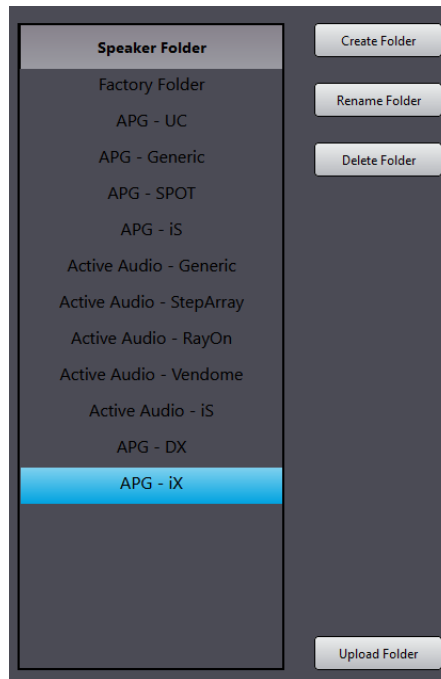 Speaker Folder
Factory Folder
APG - UC
APG - Generic
APG - SPOT
APG - iS
Active Audio - Generic
Active Audio - StepArray
Active Audio - RayOn
Active Audio - Vendome
Active Audio - iS
APG - DX
APG - iX
Create Folder
Rename Folder
Delete Folder
Upload Folder